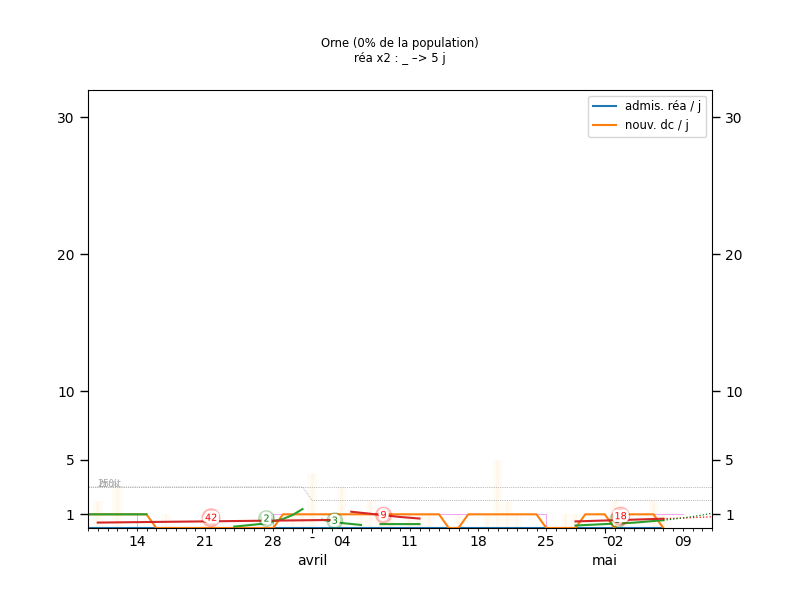 Orne (0% de la population)
réa x2 : _ –> 5 j
admis. réa / j
nouv. dc / j
30 30
20 20
10 10
5 5
1 1
42 2 3 9 18
14 21 28 - 04 11 18 25 - 02 09
avril mai